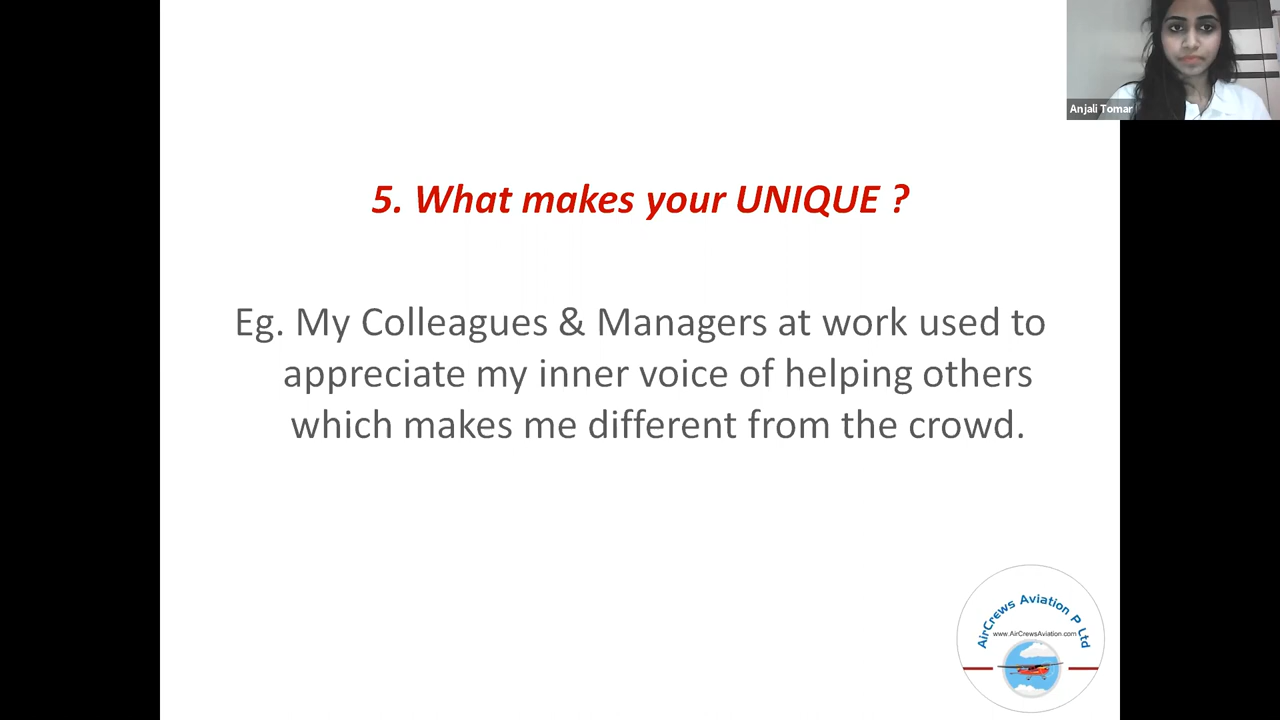 Anjali Tomar
5. What makes your UNIQUE ?
Eg. My Colleagues & Managers at work used to
appreciate my inner voice of helping others
which makes me different from the crowd.
AirCrews Aviation P Ltd
www.AirCrewsAviation.com